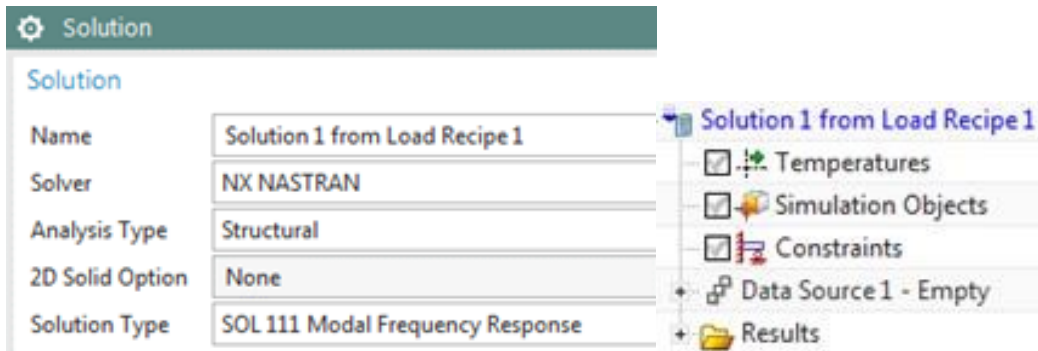 Solution
Solution
Name
Solution 1 from Load Recipe 1
Solver
NX NASTRAN
Analysis Type
Structural
2D Solid Option
None
Solution Type
SOL 111 Modal Frequency Response
Solution 1 from Load Recipe 1
Temperatures
Simulation Objects
Constraints
Data Source 1 - Empty
Results